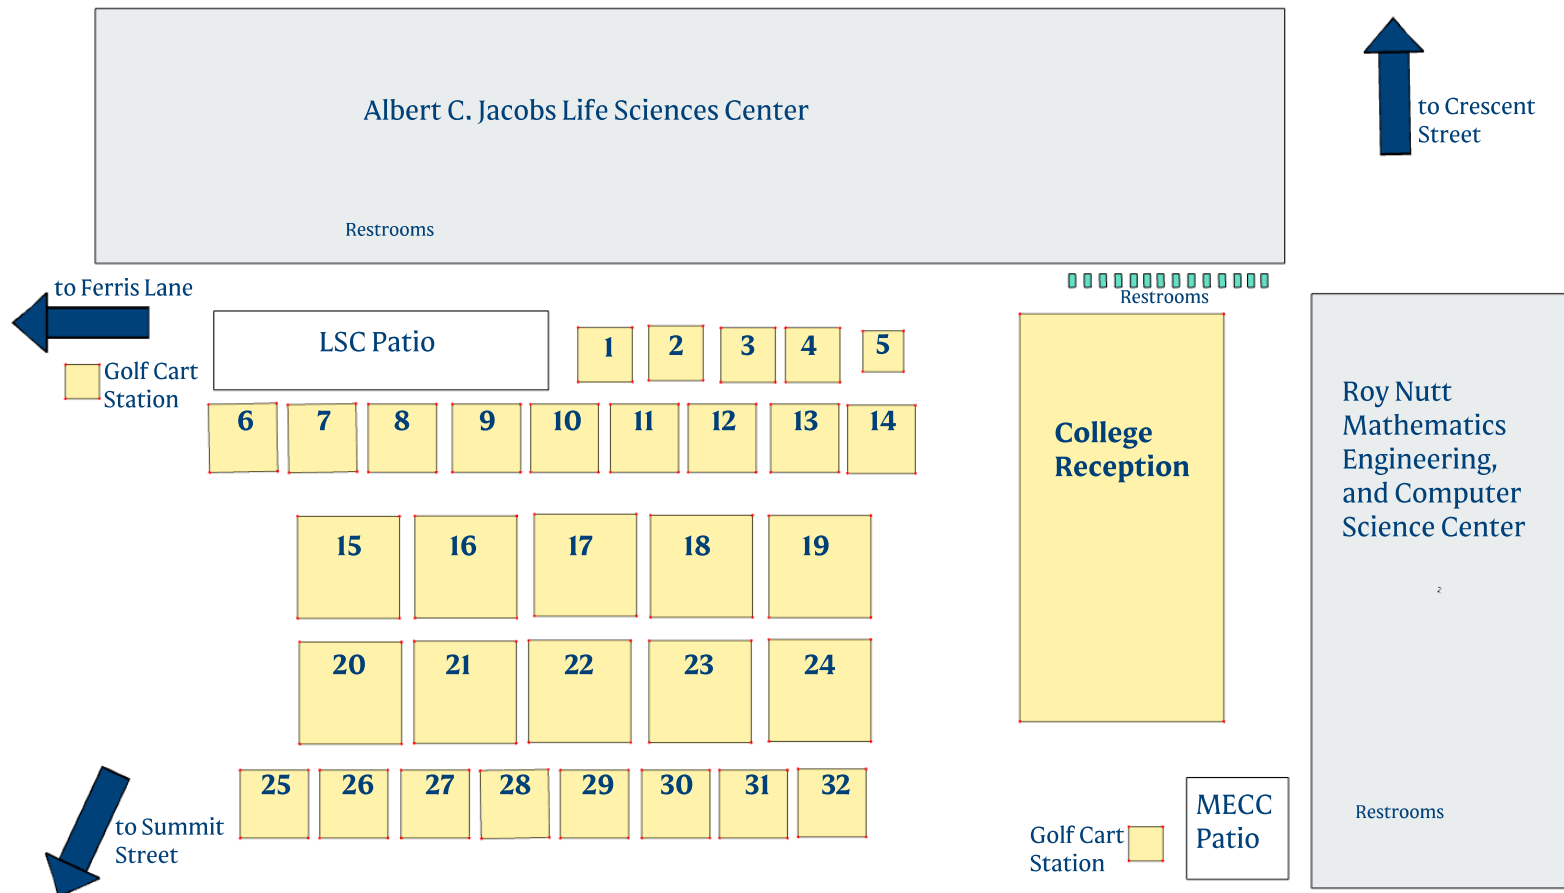 Albert C. Jacobs Life Sciences Center
to Crescent
Street
Restrooms
to Ferris Lane
Restrooms
LSC Patio
1 2 3 4 5
Golf Cart
Station
6 7 8 9 10 11 12 13 14
College
Reception
Roy Nutt
Mathematics
Engineering,
and Computer
Science Center
15 16 17 18 19
2
20 21 22 23 24
25 26 27 28 29 30 31 32
to Summit
Street
Golf Cart
Station
MECC
Patio
Restrooms